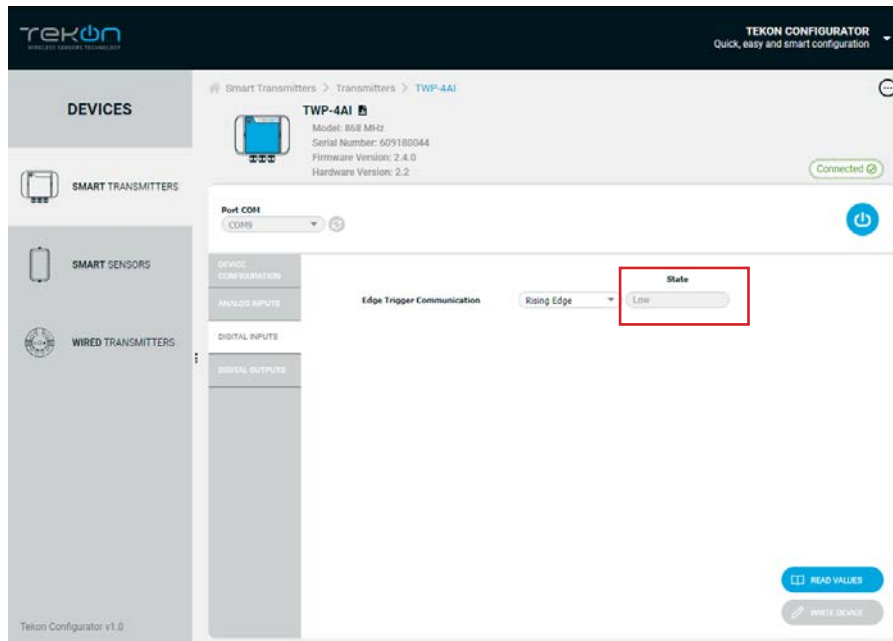 TEKON
WIRELESS SENSORS TECHNOLOGY
TEKON CONFIGURATOR
Quick, easy and smart configuration
DEVICES
SMART TRANSMITTERS
SMART SENSORS
WIRED TRANSMITTERS
Tekon Configurator v1.0
Smart Transmitters > Transmitters > TWP-4AI
TWP-4AI
Model: 868 MHz
Serial Number: 609180044
Firmware Version: 2.4.0
Hardware Version: 2.2
Connected
Port COM
COM9
DEVICE
CONFIGURATION
ANALOG INPUTS
DIGITAL INPUTS
DIGITAL OUTPUTS
State
Edge Trigger Communication
Rising Edge
Low
READ VALUES
WRITE DEVICE